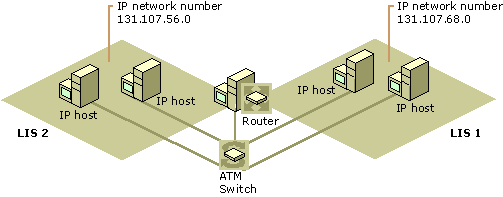 IP network number
131.107.56.0
IP network number
131.107.68.0
IP host
IP host
IP host
IP host
Router
LIS 2
LIS 1
ATM
Switch